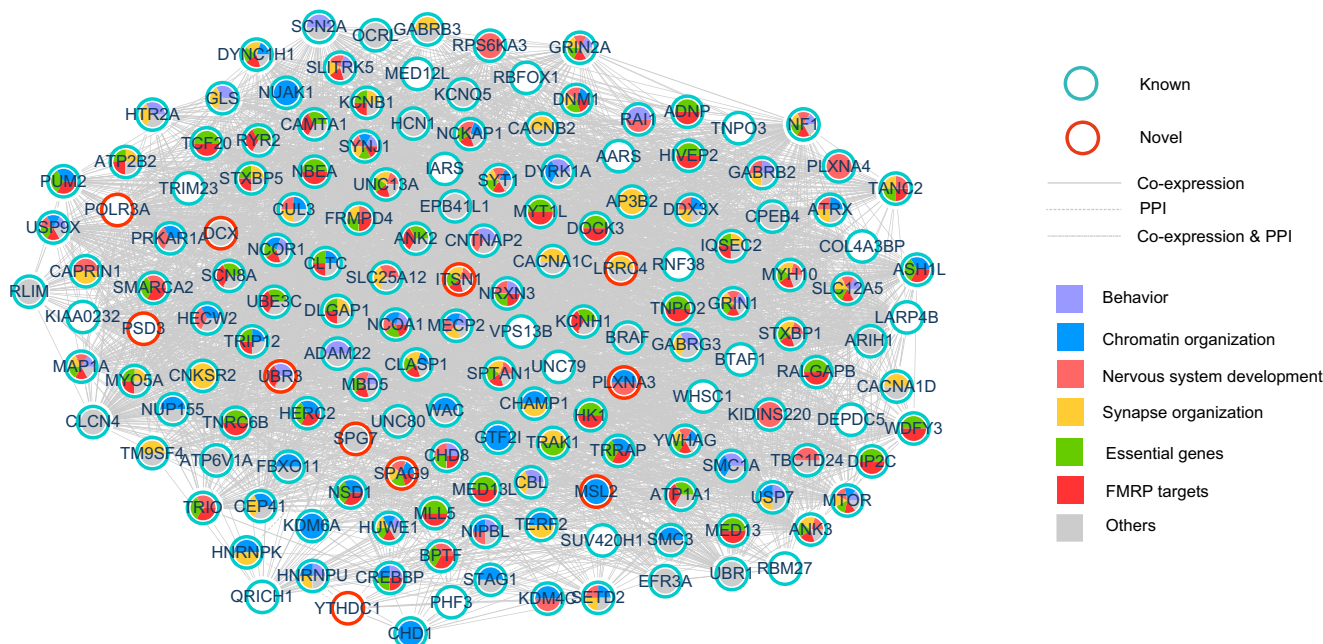 SCN2A
OCRL
GABRB3
RPS6KA3
GRIN2A
DYNC1H1
SLITRK5
MED12L
RBFOX1
NUAK1
KCNQ5
GLS
HTR2A
KCNB1
DNM1
CAMTA1
HCN1
NCKAP1
CACNB2
RAI1
ADNP
TNPO3
NF1
TCF20
RYR2
SYNJ1
AARS
HIVEP2
PLXNA4
ATP2B2
NBEA
IARS
DYRK1A
GABRB2
PUM2
TRIM23
STXBP5
UNC13A
SYT1
TANC2
POLR3A
CUL3
FRMPD4
EPB41L1
MYT1L
AP3B2
DDX3X
CPEB4
ATRX
USP9X
PRKAR1A
DCX
NCOR1
ANK2
CNTNAP2
DOCK3
IQSEC2
COL4A3BP
CAPRIN1
SCN8A
CLTC
SLC25A12
CACNA1C
LRRC4
RNF38
MYH10
ASH1L
RLIM
SMARCA2
ITSN1
NRXN3
SLC12A5
KIAA0232
UBE3C
DLGAP1
TNPO2
GRIN1
LARP4B
PSD3
HECW2
NCOA1
MECP2
VPS13B
KCNH1
BRAF
GABRG3
STXBP1
ARIH1
TRIP12
ADAM22
BTAF1
MAP1A
MYO5A
CNKSR2
UBR3
MBD5
CLASP1
SPTAN1
UNC79
PLXNA3
RALGAPB
CACNA1D
CLCN4
NUP155
TNRC6B
HERC2
UNC80
WAC
CHAMP1
HK1
WHSC1
KIDINS220
DEPDC5
WDFY3
TM9SF4
ATP6V1A
SPG7
GTF2I
TRAK1
TRRAP
YWHAG
FBXO11
CHD8
SMC1A
TBC1D24
DIP2C
SPAG9
TRIO
CEP41
NSD1
MED13L
CBL
MSL2
ATP1A1
USP7
MTOR
KDM6A
HUWE1
MLL5
NIPBL
TERF2
SUV420H1
SMC3
MED13
ANK3
HNRNPK
HNRNPU
CREBBP
BPTF
STAG1
EFR3A
UBR1
RBM27
QRICH1
YTHDC1
PHF3
KDM4C
SETD2
CHD1
Known
Novel
Co-expression
PPI
Co-expression & PPI
Behavior
Chromatin organization
Nervous system development
Synapse organization
Essential genes
FMRP targets
Others